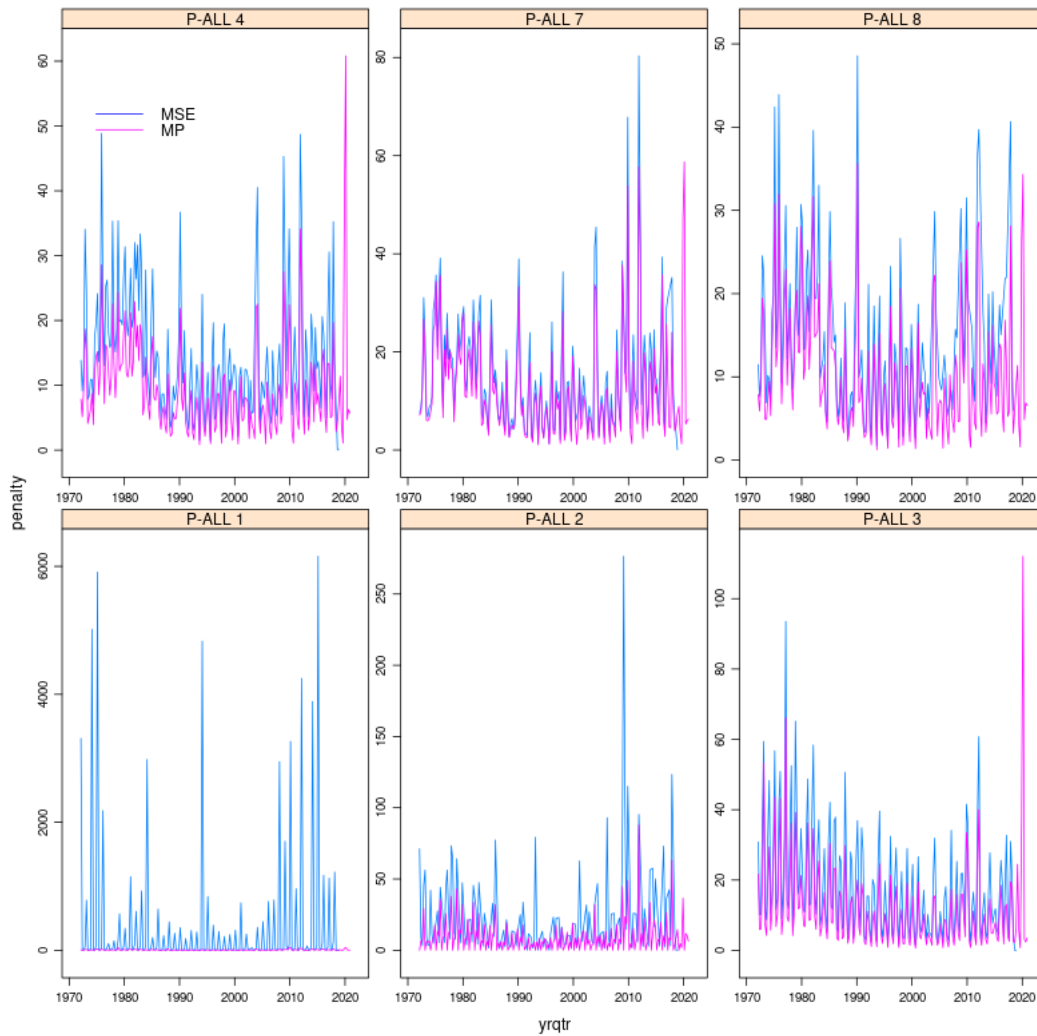 P-ALL 4
P-ALL 7
P-ALL 8
MSE
MP
0 10 20 30 40 50 60
0 20 40 60 80
0 10 20 30 40 50
1970 1980 1990 2000 2010 2020
1970 1980 1990 2000 2010 2020
1970 1980 1990 2000 2010 2020
penalty
P-ALL 1
P-ALL 2
P-ALL 3
0 2000 4000 6000
0 50 100 150 200 250
0 20 40 60 80 100
1970 1980 1990 2000 2010 2020
1970 1980 1990 2000 2010 2020
1970 1980 1990 2000 2010 2020
yrqtr